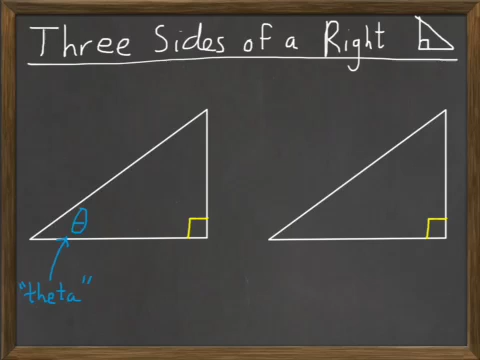 Three Sides of a Right
θ
"theta"